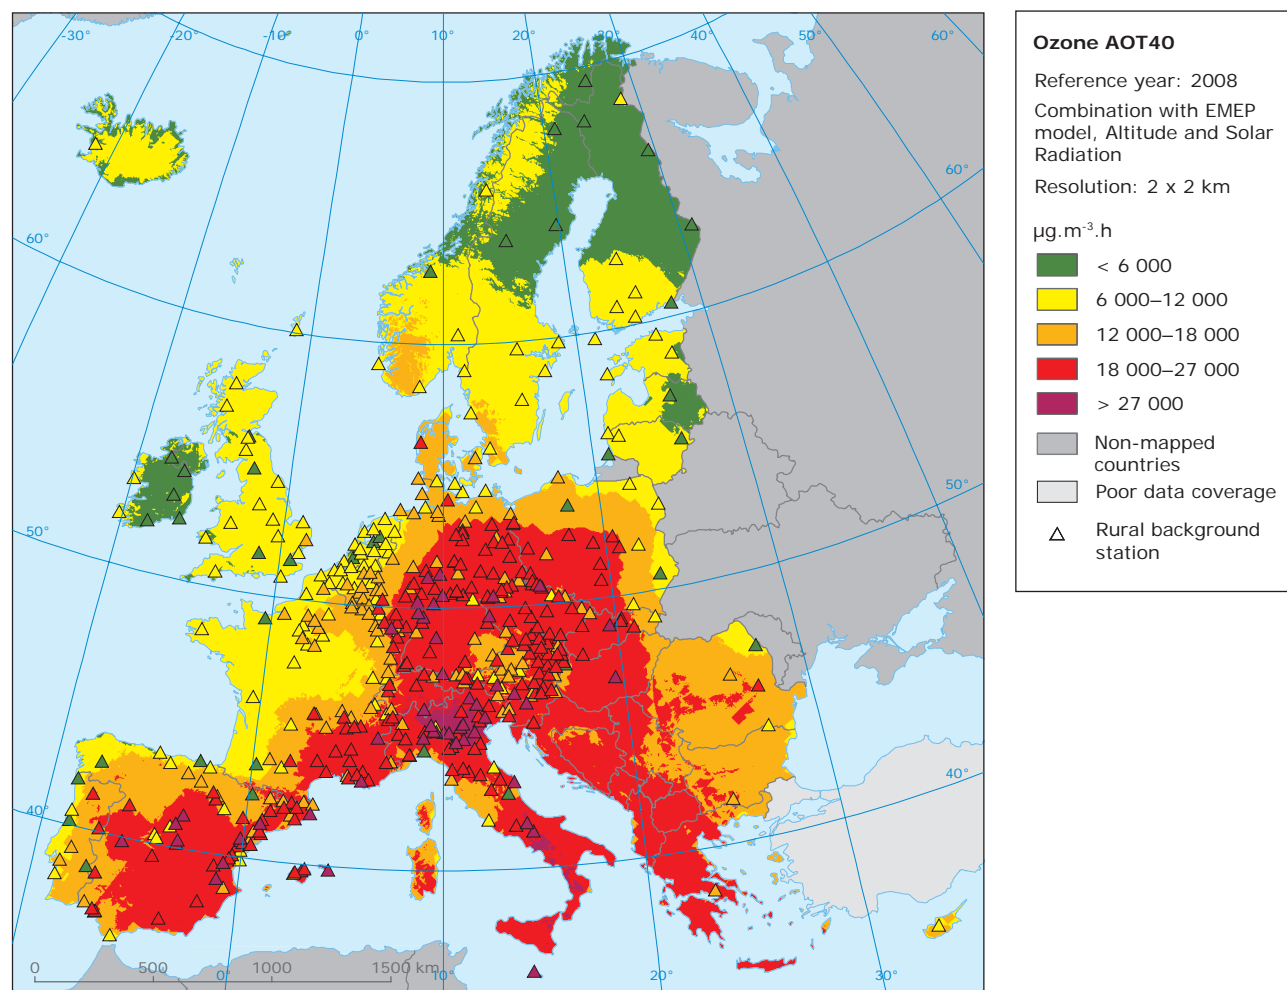 -30°
-20°
-10°
0°
10°
20°
30°
40°
50°
60°
60°
60°
50°
50°
40°
40°
0
500
1000
1500 km
0°
10°
20°
30°
Ozone AOT40
Reference year: 2008
Combination with EMEP
model, Altitude and Solar
Radiation
Resolution: 2 x 2 km
µg.m-3.h
< 6 000
6 000–12 000
12 000–18 000
18 000–27 000
> 27 000
Non-mapped
countries
Poor data coverage
Rural background
station